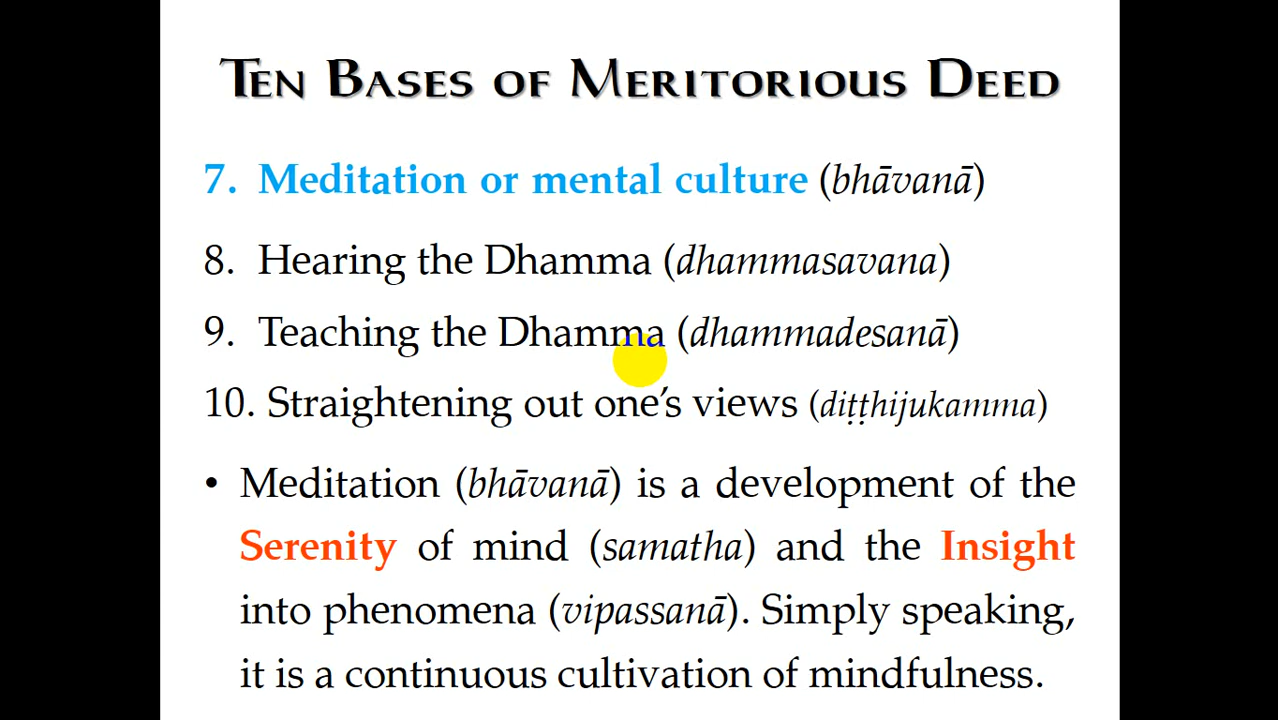 Ten Bases of Meritorious Deed
7. Meditation or mental culture (bhāvanā)
8. Hearing the Dhamma (dhammasavana)
9. Teaching the Dhamma (dhammadesanā)
10. Straightening out one’s views (diṭṭhijukamma)
• Meditation (bhāvanā) is a development of the
Serenity of mind (samatha) and the Insight
into phenomena (vipassanā). Simply speaking,
it is a continuous cultivation of mindfulness.